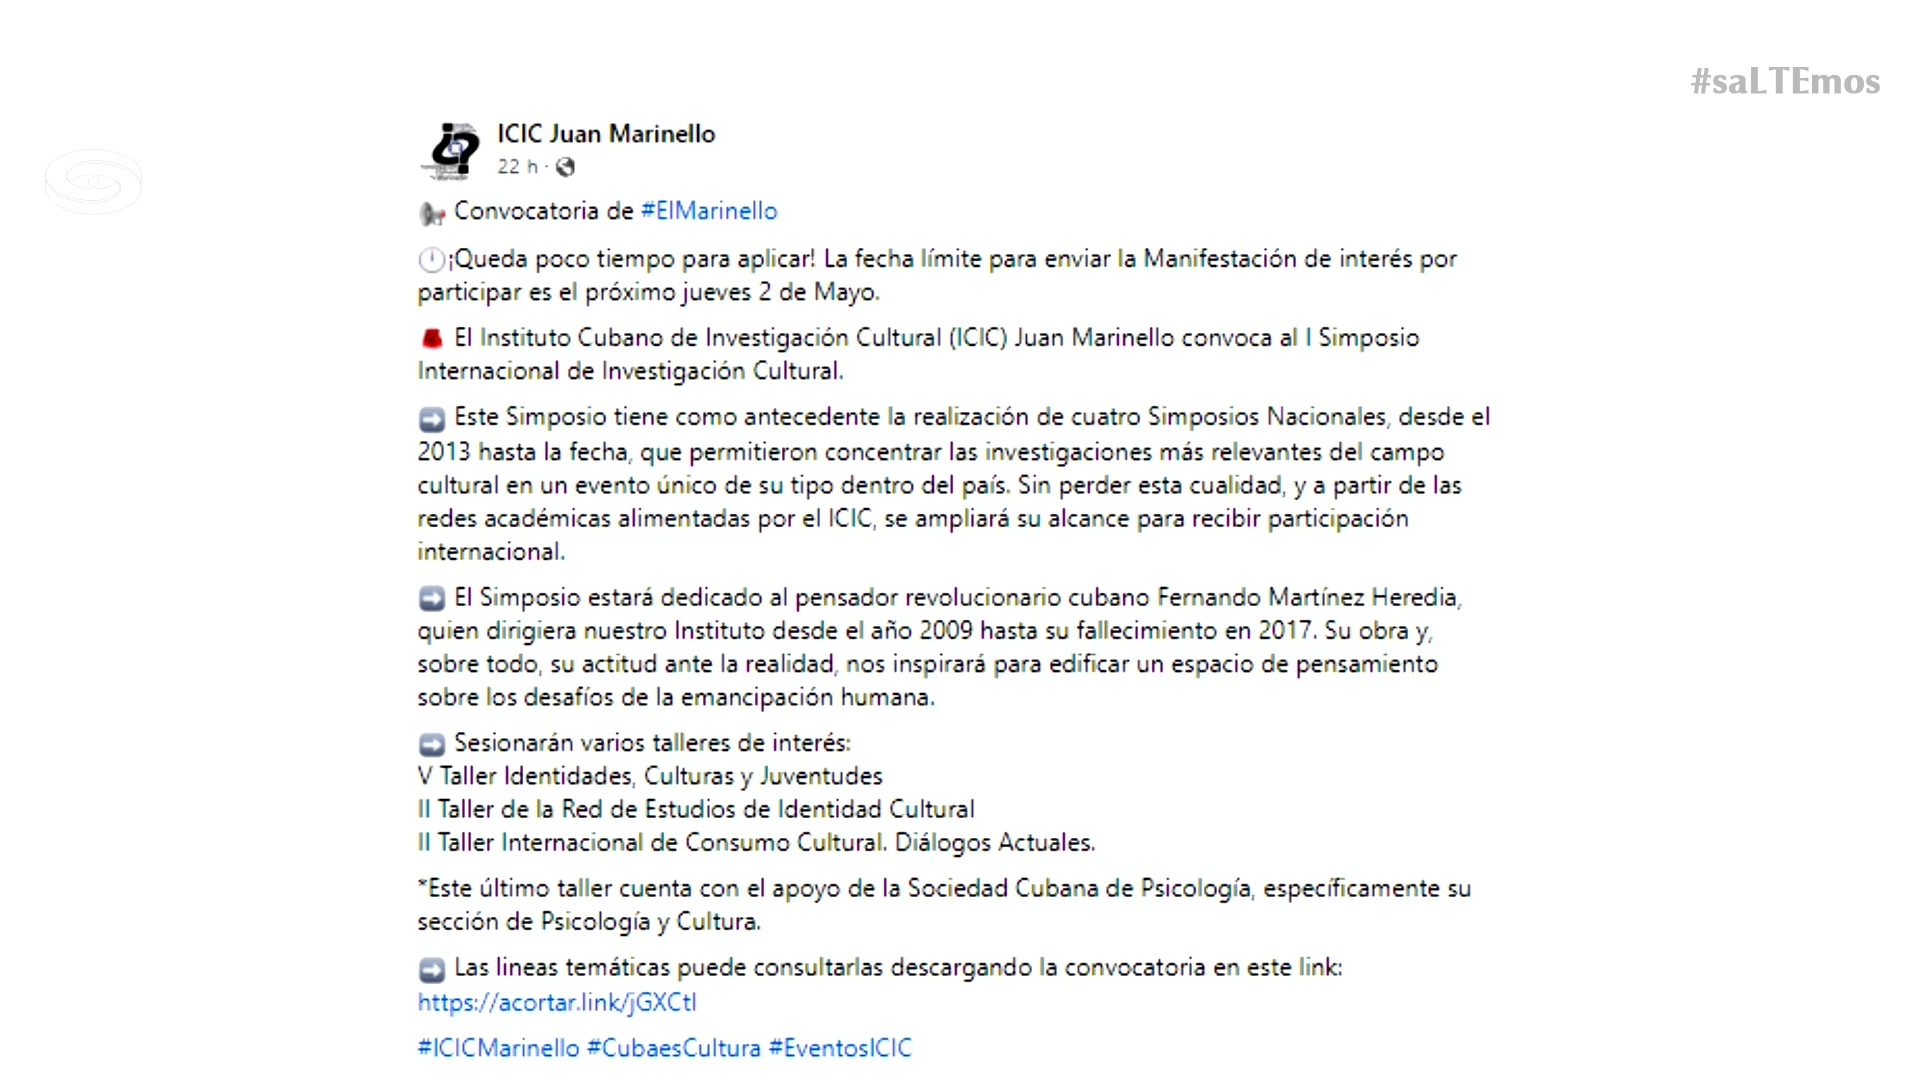 #saLTEmos
ICIC Juan Marinello
22 h ·
Convocatoria de #ElMarinello
¡Queda poco tiempo para aplicar! La fecha límite para enviar la Manifestación de interés por
participar es el próximo jueves 2 de Mayo.
El Instituto Cubano de Investigación Cultural (ICIC) Juan Marinello convoca al I Simposio
Internacional de Investigación Cultural.
Este Simposio tiene como antecedente la realización de cuatro Simposios Nacionales, desde el
2013 hasta la fecha, que permitieron concentrar las investigaciones más relevantes del campo
cultural en un evento único de su tipo dentro del país. Sin perder esta cualidad, y a partir de las
redes académicas alimentadas por el ICIC, se ampliará su alcance para recibir participación
internacional.
El Simposio estará dedicado al pensador revolucionario cubano Fernando Martínez Heredia,
quien dirigiera nuestro Instituto desde el año 2009 hasta su fallecimiento en 2017. Su obra y,
sobre todo, su actitud ante la realidad, nos inspirará para edificar un espacio de pensamiento
sobre los desafíos de la emancipación humana.
Sesionarán varios talleres de interés:
V Taller Identidades, Culturas y Juventudes
II Taller de la Red de Estudios de Identidad Cultural
II Taller Internacional de Consumo Cultural. Diálogos Actuales.
*Este último taller cuenta con el apoyo de la Sociedad Cubana de Psicología, específicamente su
sección de Psicología y Cultura.
Las lineas temáticas puede consultarlas descargando la convocatoria en este link:
https://acortar.link/jGXCtl
#ICICMarinello #CubaesCultura #EventosICIC